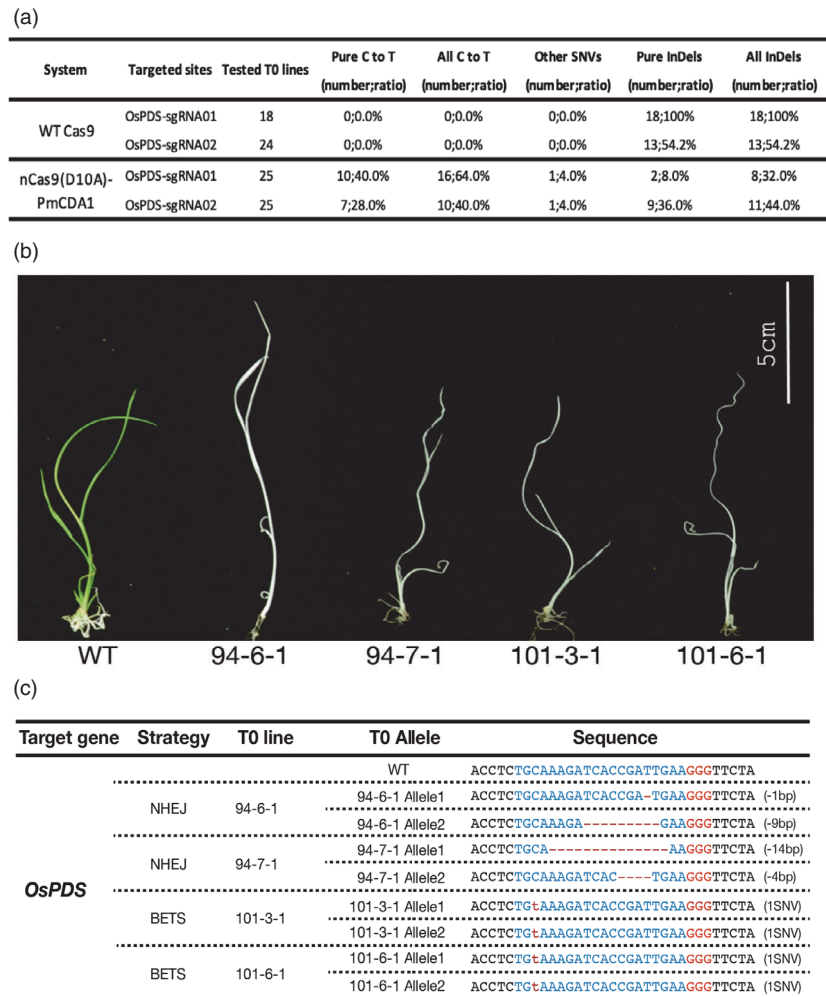 (a)
System Targeted sites Tested T0 lines Pure C to T (number;ratio) All C to T (number;ratio) Other SNVs (number;ratio) Pure InDels (number;ratio) All InDels (number;ratio)
WT Cas9 OsPDS-sgRNA01 18 0;0.0% 0;0.0% 0;0.0% 18;100% 18;100%
OsPDS-sgRNA02 24 0;0.0% 0;0.0% 0;0.0% 13;54.2% 13;54.2%
nCas9(D10A)-PmCDA1 OsPDS-sgRNA01 25 10;40.0% 16;64.0% 1;4.0% 2;8.0% 8;32.0%
OsPDS-sgRNA02 25 7;28.0% 10;40.0% 1;4.0% 9;36.0% 11;44.0%
(b)
5cm
WT 94-6-1 94-7-1 101-3-1 101-6-1
(c)
Target gene Strategy T0 line T0 Allele Sequence
WT ACCTCTGCAAAGATCACCGATTGAAGGGTTCTA
NHEJ 94-6-1 94-6-1 Allele1 ACCTCTGCAAAGATCACCGA-TGAAGGGTTCTA (-1bp)
94-6-1 Allele2 ACCTCTGCAAAGA---------GAAGGGTTCTA (-9bp)
NHEJ 94-7-1 94-7-1 Allele1 ACCTCTGCA--------------AAGGGTTCTA (-14bp)
94-7-1 Allele2 ACCTCTGCAAAGATCAC----TGAAGGGTTCTA (-4bp)
OsPDS
BETS 101-3-1 101-3-1 Allele1 ACCTCTGtAAAGATCACCGATTGAAGGGTTCTA (1SNV)
101-3-1 Allele2 ACCTCTGtAAAGATCACCGATTGAAGGGTTCTA (1SNV)
BETS 101-6-1 101-6-1 Allele1 ACCTCTGtAAAGATCACCGATTGAAGGGTTCTA (1SNV)
101-6-1 Allele2 ACCTCTGtAAAGATCACCGATTGAAGGGTTCTA (1SNV)